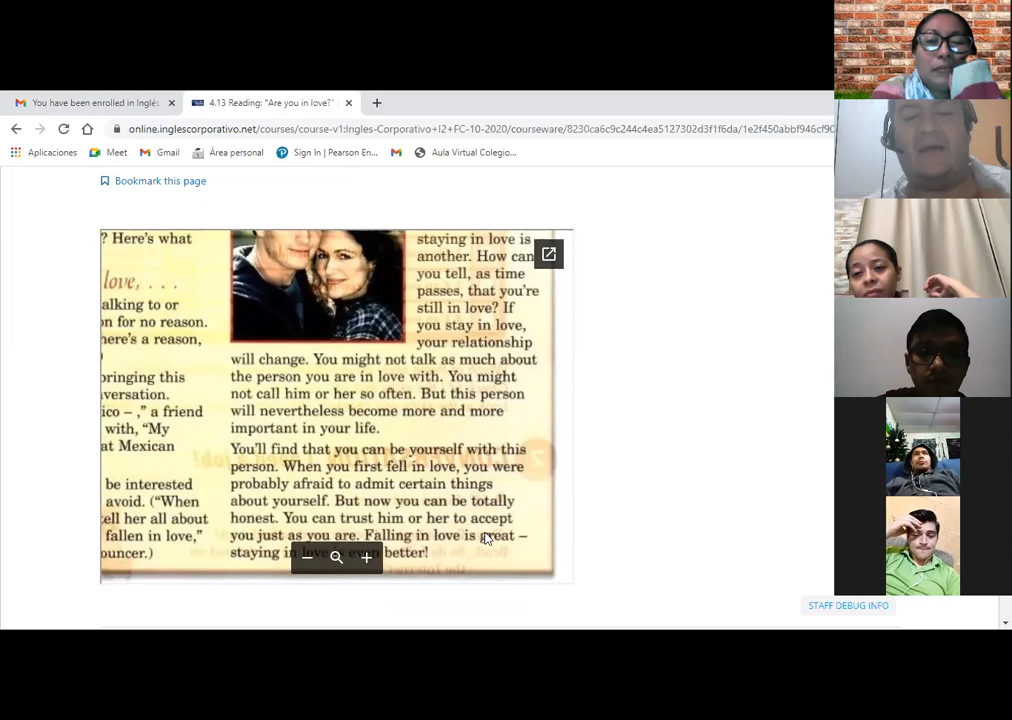 You have been enrolled in Inglés
4.13 Reading: "Are you in love?"
online.inglescorporativo.net/courses/course-v1:Ingles-Corporativo+I2+FC-10-2020/courseware/8230ca6c9c244c4ea5127302d3f1f6da/1e2f450abbf946cf90
Aplicaciones Meet Gmail Área personal Sign In | Pearson En... Aula Virtual Colegio...
Bookmark this page
? Here's what
love, . . .
alking to or
on for no reason.
here's a reason,
)
bringing this
versation.
ico – ," a friend
with, "My
at Mexican
be interested
avoid. ("When
tell her all about
fallen in love,"
ouncer.)
staying in love is
another. How can
you tell, as time
passes, that you're
still in love? If
you stay in love,
your relationship
will change. You might not talk as much about
the person you are in love with. You might
not call him or her so often. But this person
will nevertheless become more and more
important in your life.
You'll find that you can be yourself with this
person. When you first fell in love, you were
probably afraid to admit certain things
about yourself. But now you can be totally
honest. You can trust him or her to accept
you just as you are. Falling in love is great –
staying in love is even better!
STAFF DEBUG INFO